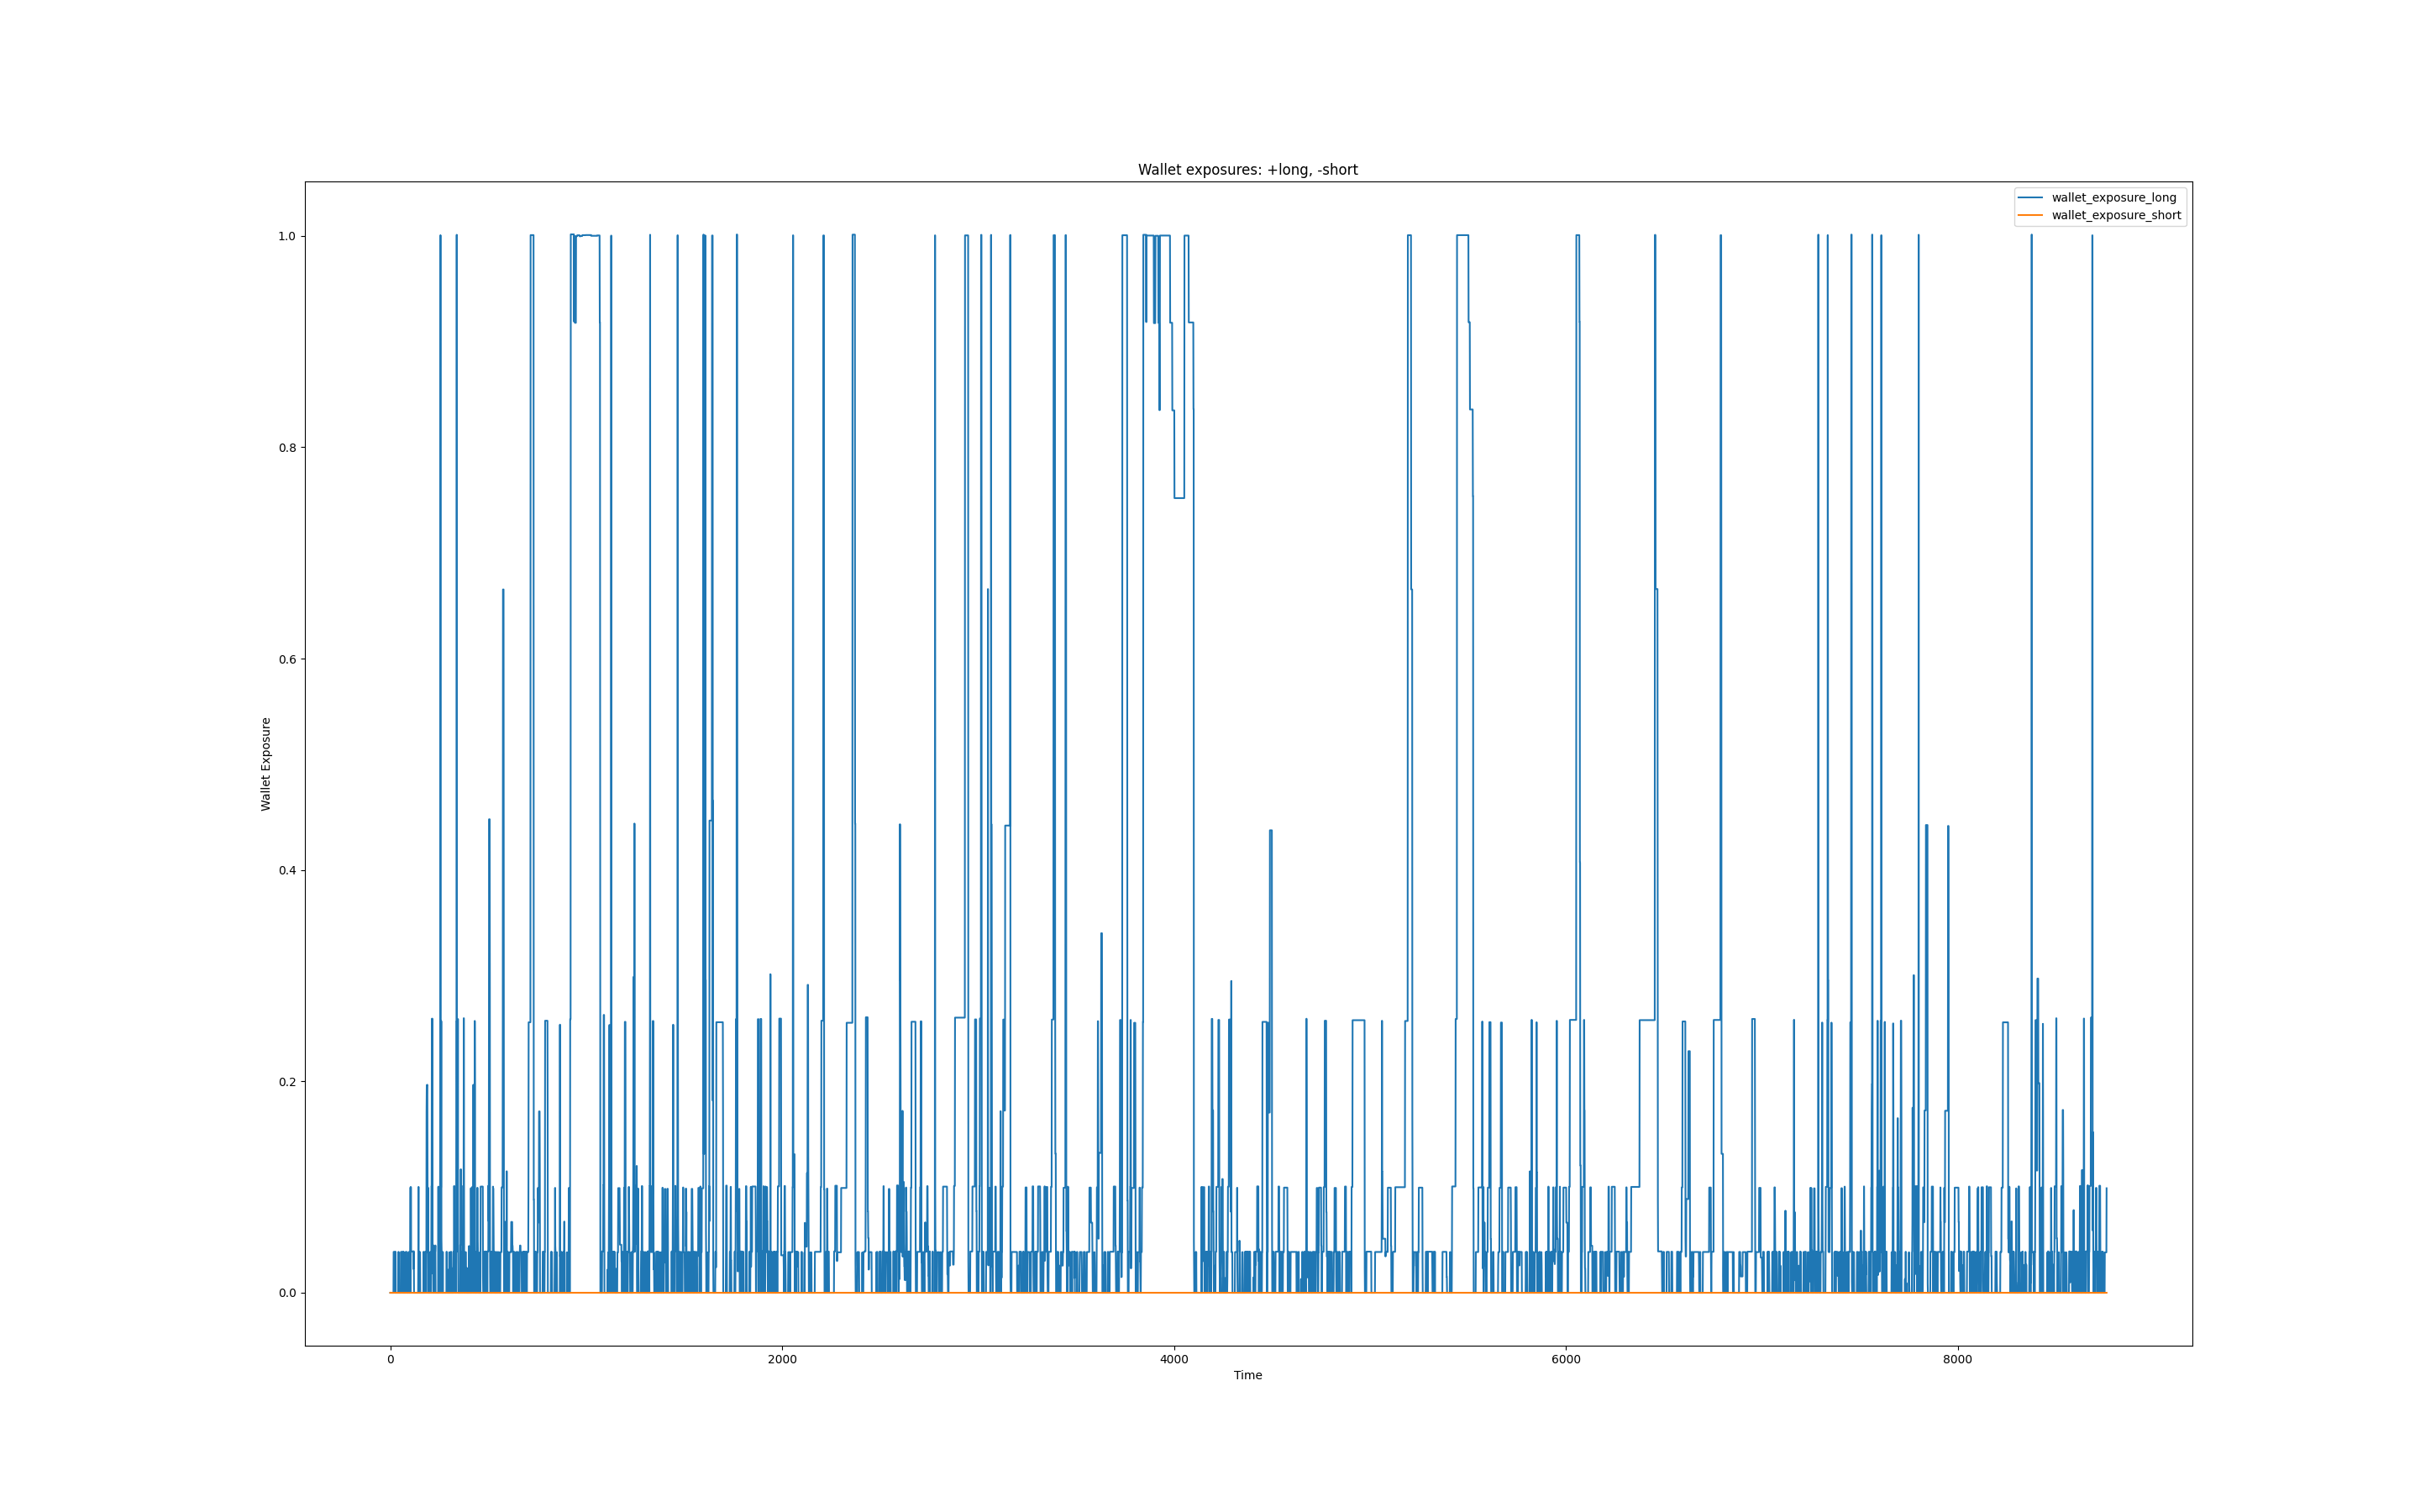 Wallet exposures: +long, -short
wallet_exposure_long
wallet_exposure_short
1.0
0.8
0.6
0.4
0.2
0.0
Wallet Exposure
0 2000 4000 6000 8000
Time